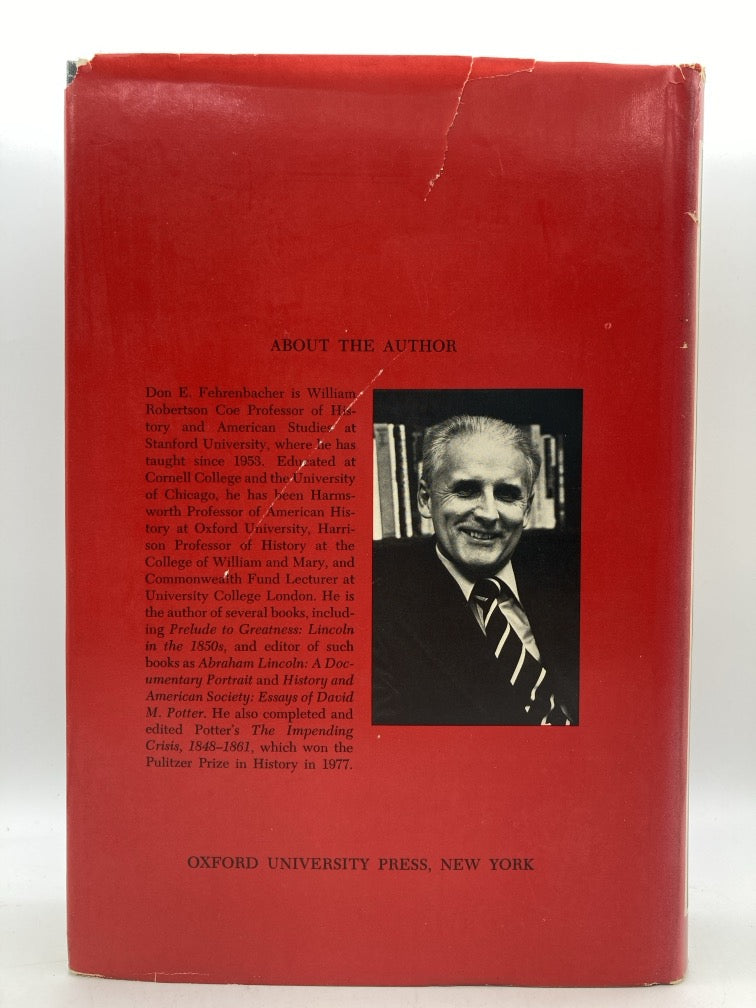 ABOUT THE AUTHOR
Don E. Fehrenbacher is William
Robertson Coe Professor of His-
tory and American Studies at
Stanford University, where he has
taught since 1953. Educated at
Cornell College and the University
of Chicago, he has been Harms-
worth Professor of American His-
tory at Oxford University, Harri-
son Professor of History at the
College of William and Mary, and
Commonwealth Fund Lecturer at
University College London. He is
the author of several books, includ-
ing Prelude to Greatness: Lincoln
in the 1850s, and editor of such
books as Abraham Lincoln: A Doc-
umentary Portrait and History and
American Society: Essays of David
M. Potter. He also completed and
edited Potter's The Impending
Crisis, 1848–1861, which won the
Pulitzer Prize in History in 1977.
OXFORD UNIVERSITY PRESS, NEW YORK